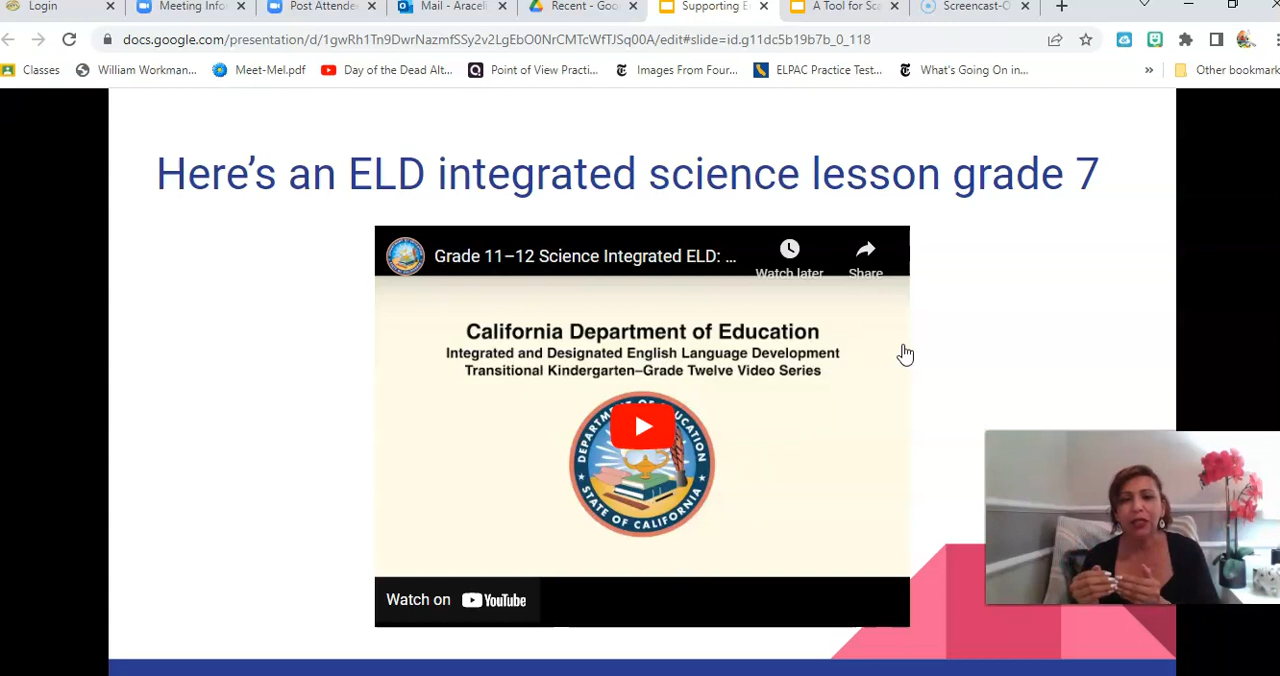 Login
Meeting Infor
Post Attende
Mail - Aracel
Recent - Goo
Supporting E
A Tool for Sc
Screencast-O
docs.google.com/presentation/d/1gwRh1Tn9DwrNazmfSSy2v2LgEbO0NrCMTcWfTJSq00A/edit#slide=id.g11dc5b19b7b_0_118
Classes
William Workman...
Meet-Mel.pdf
Day of the Dead Alt...
Point of View Practi...
Images From Four...
ELPAC Practice Test...
What's Going On in...
»
Other bookmark
Here's an ELD integrated science lesson grade 7
Grade 11–12 Science Integrated ELD: ...
Watch later
Share
California Department of Education
Integrated and Designated English Language Development
Transitional Kindergarten–Grade Twelve Video Series
DEPARTMENT OF EDUCATION
STATE OF CALIFORNIA
Watch on YouTube